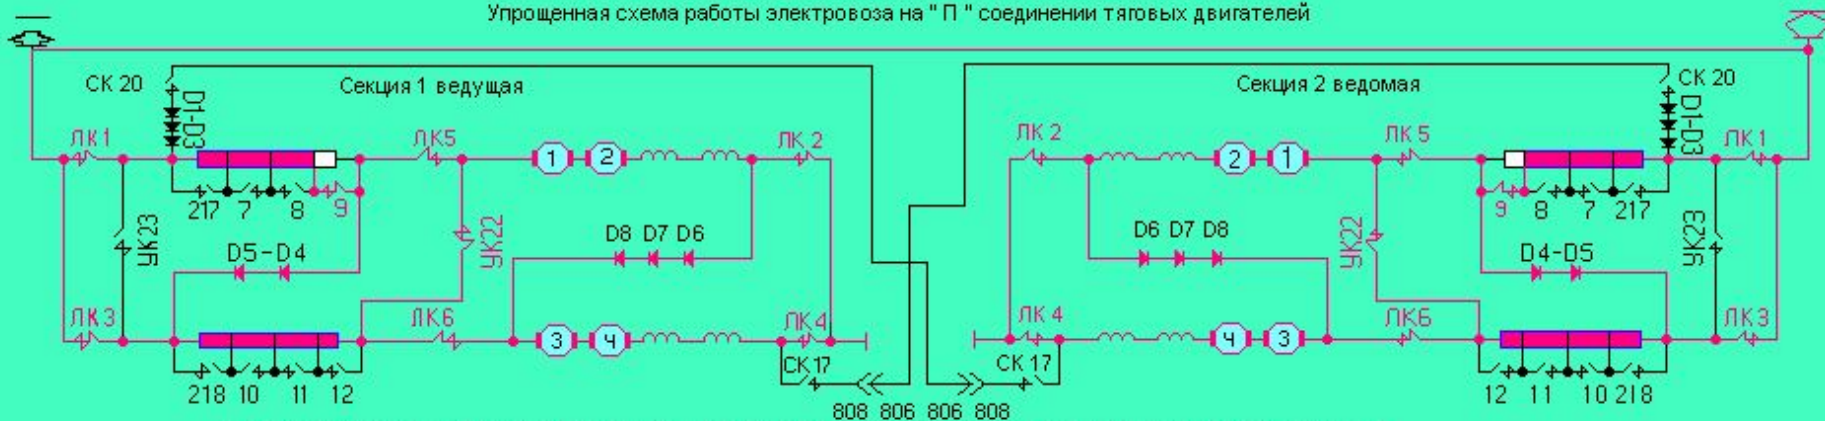 Упрощенная схема работы электровоза на " П " соединении тяговых двигателей
СК 20
Секция 1 ведущая
Секция 2 ведомая
СК 20
D1-D3
D1-D3
ЛК1
ЛК5
1
2
ЛК 2
ЛК 2
2
1
ЛК 5
ЛК1
217 7 8 9
9 8 7 217
УК23
УК22
УК22
УК23
D5-D4
D8 D7 D6
D6 D7 D8
D4-D5
ЛК3
ЛК6
3
4
ЛК4
ЛК 4
4
3
ЛК6
ЛК3
СК17
СК 17
218 10 11 12
12 11 10 218
808 806 806 808